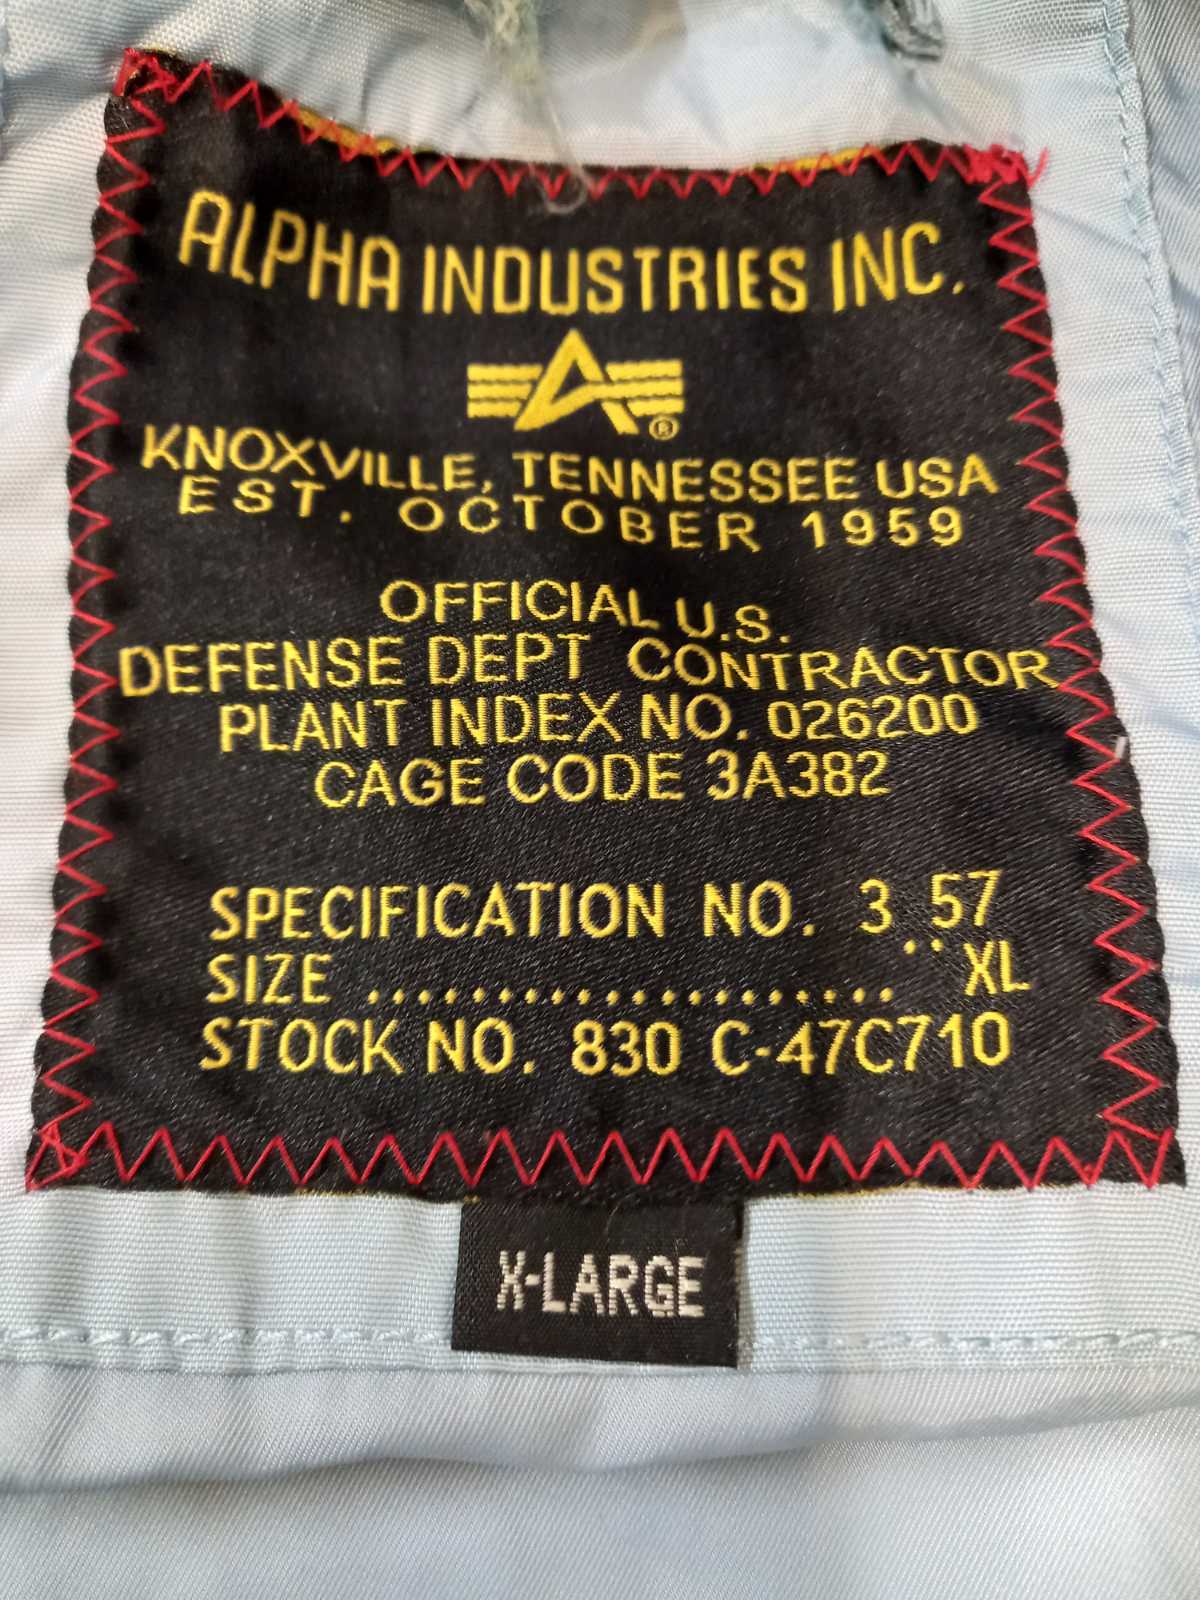 ALPHA INDUSTRIES INC.
A®
KNOXVILLE, TENNESSEE USA
EST. OCTOBER 1959
OFFICIAL U.S.
DEFENSE DEPT CONTRACTOR
PLANT INDEX NO. 026200
CAGE CODE 3A382
SPECIFICATION NO. 3 57
SIZE ...................... XL
STOCK NO. 830 C-47C710
X-LARGE